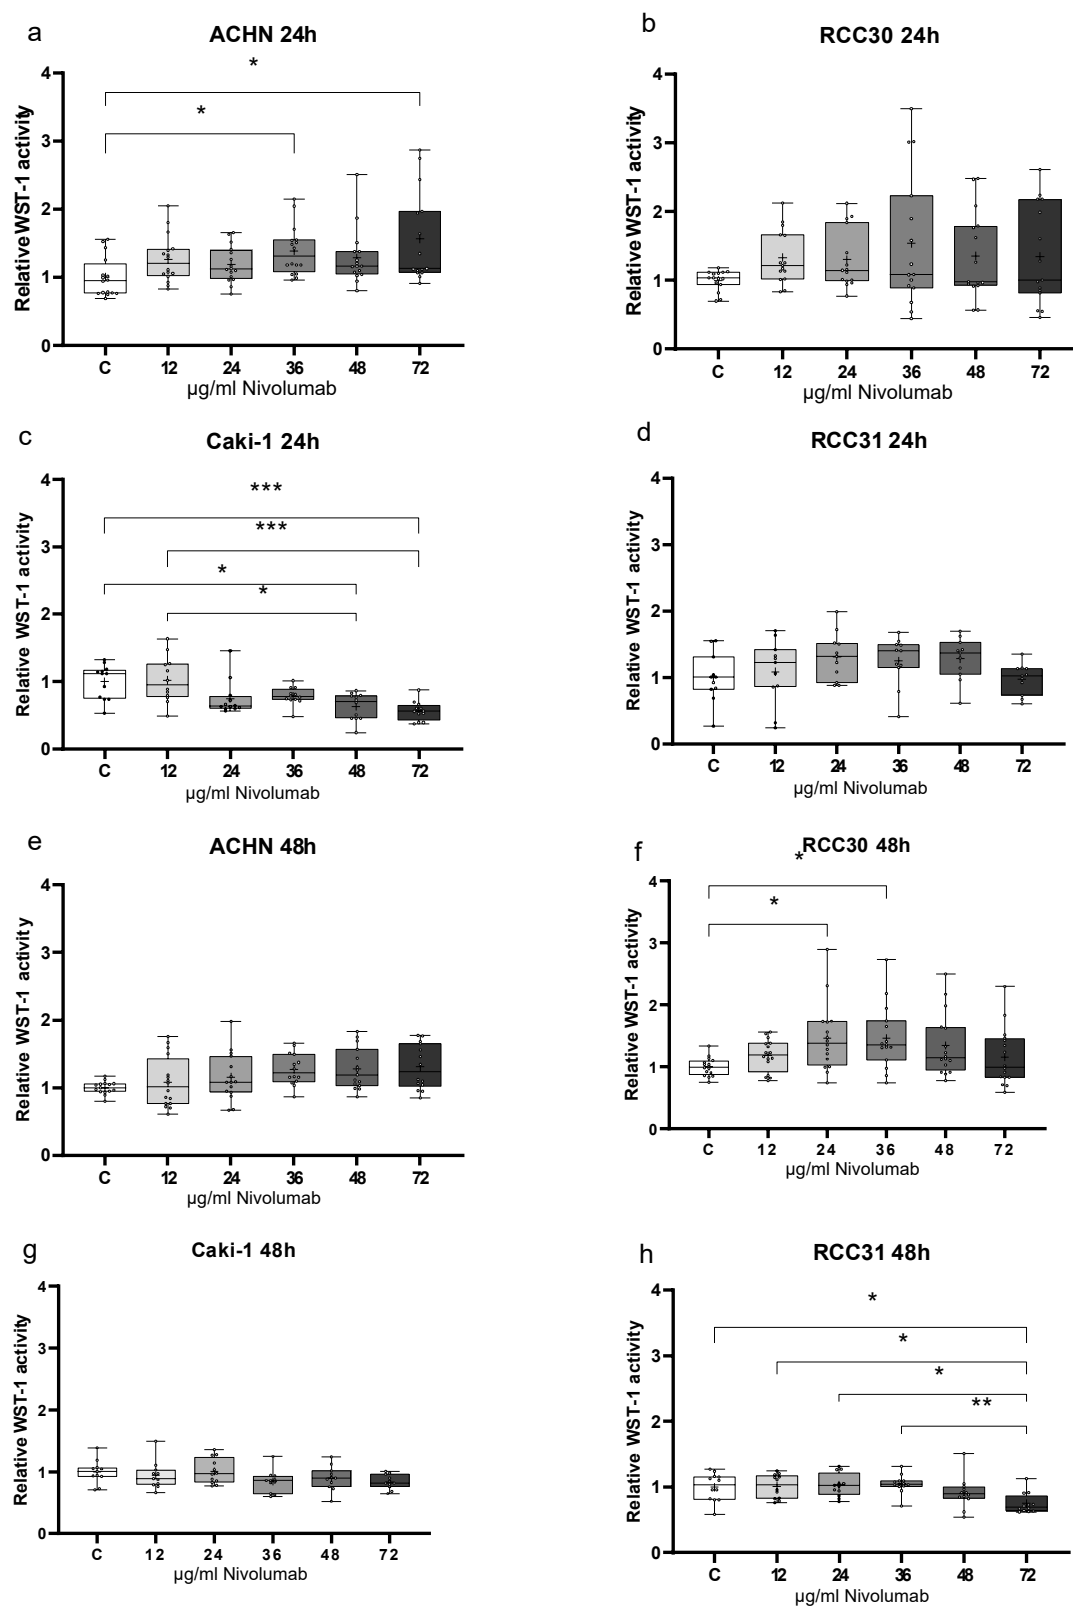 a
ACHN 24h
*
*
Relative WST-1 activity
4
3
2
1
0
C 12 24 36 48 72
µg/ml Nivolumab
b
RCC30 24h
Relative WST-1 activity
4
3
2
1
0
C 12 24 36 48 72
µg/ml Nivolumab
c
Caki-1 24h
***
***
*
*
Relative WST-1 activity
4
3
2
1
0
C 12 24 36 48 72
µg/ml Nivolumab
d
RCC31 24h
Relative WST-1 activity
4
3
2
1
0
C 12 24 36 48 72
µg/ml Nivolumab
e
ACHN 48h
Relative WST-1 activity
4
3
2
1
0
C 12 24 36 48 72
µg/ml Nivolumab
f
RCC30 48h
*
*
Relative WST-1 activity
4
3
2
1
0
C 12 24 36 48 72
µg/ml Nivolumab
g
Caki-1 48h
Relative WST-1 activity
4
3
2
1
0
C 12 24 36 48 72
µg/ml Nivolumab
h
RCC31 48h
*
*
*
**
Relative WST-1 activity
4
3
2
1
0
C 12 24 36 48 72
µg/ml Nivolumab